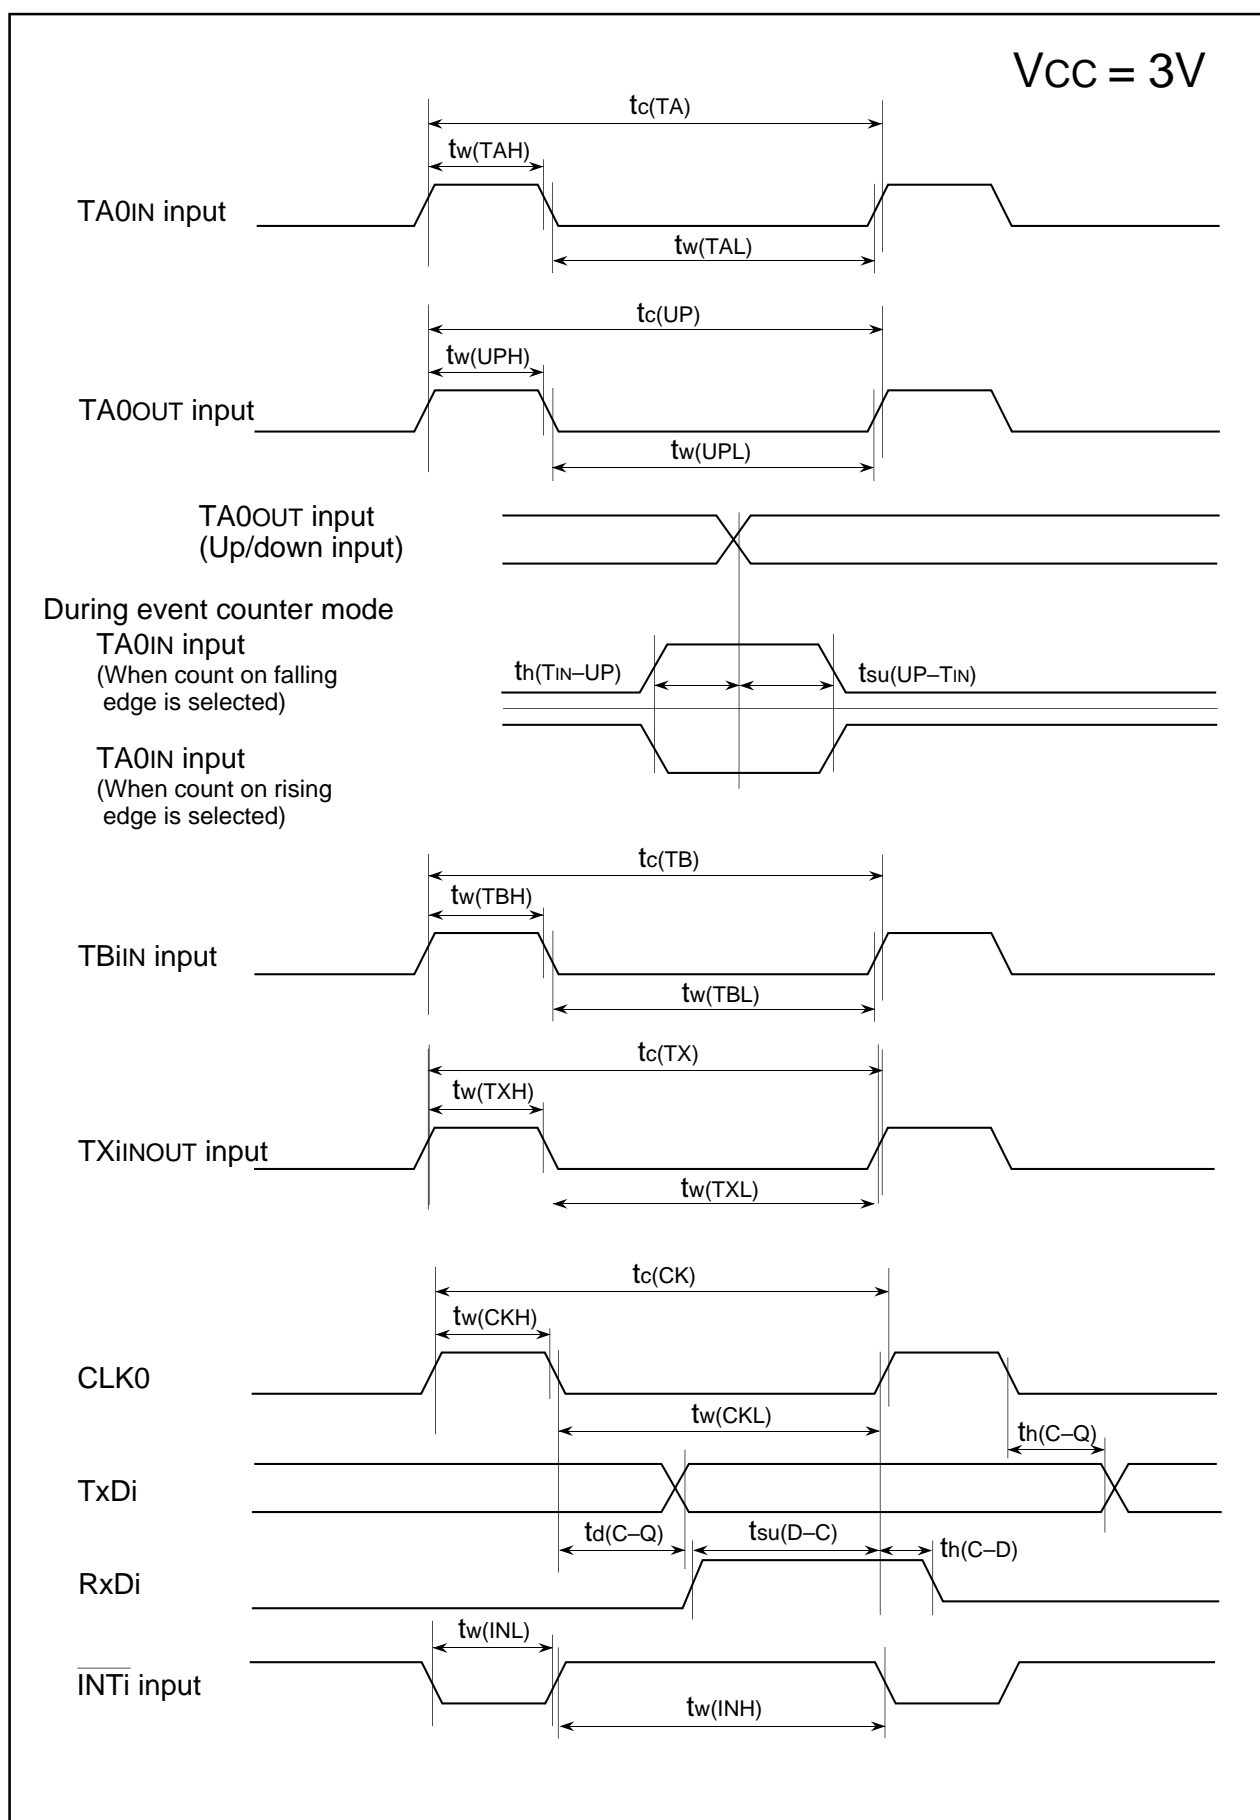 VCC = 3V
tc(TA)
tw(TAH)
TA0IN input
tw(TAL)
tc(UP)
tw(UPH)
TA0OUT input
tw(UPL)
TA0OUT input
(Up/down input)
During event counter mode
TA0IN input
(When count on falling
edge is selected)
th(TIN–UP)
tsu(UP–TIN)
TA0IN input
(When count on rising
edge is selected)
tc(TB)
tw(TBH)
TBiIN input
tw(TBL)
tc(TX)
tw(TXH)
TXiINOUT input
tw(TXL)
tc(CK)
tw(CKH)
CLK0
tw(CKL)
th(C–Q)
TxDi
td(C–Q)
tsu(D–C)
th(C–D)
RxDi
tw(INL)
INTi input
tw(INH)